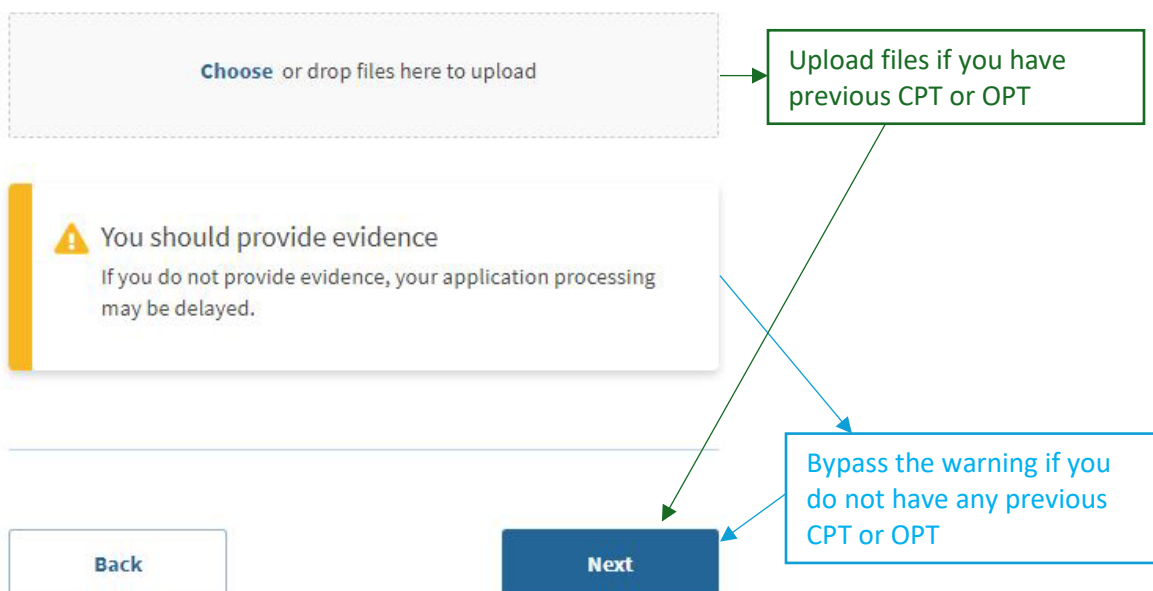 Choose or drop files here to upload
Upload files if you have
previous CPT or OPT
You should provide evidence
If you do not provide evidence, your application processing
may be delayed.
Bypass the warning if you
do not have any previous
CPT or OPT
Back
Next